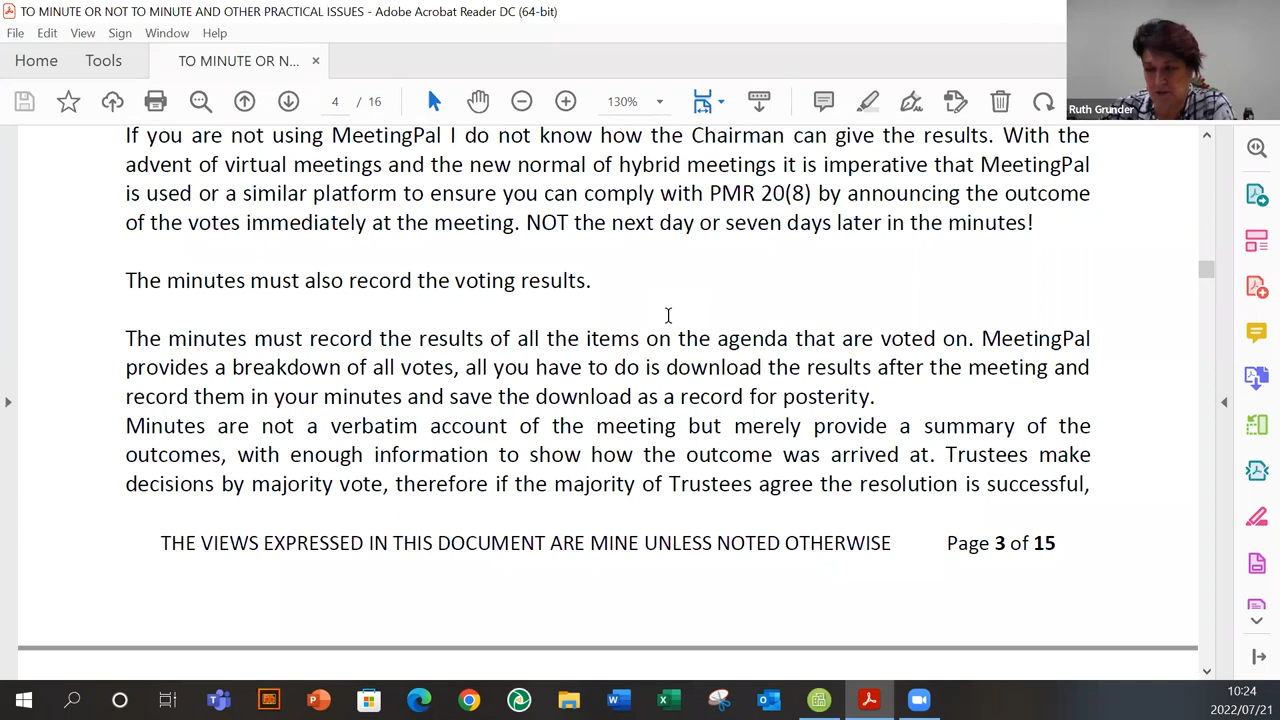 TO MINUTE OR NOT TO MINUTE AND OTHER PRACTICAL ISSUES - Adobe Acrobat Reader DC (64-bit)
File Edit View Sign Window Help
Home Tools TO MINUTE OR N... ×
4 / 16 130%
Ruth Grunder
If you are not using MeetingPal I do not know how the Chairman can give the results. With the
advent of virtual meetings and the new normal of hybrid meetings it is imperative that MeetingPal
is used or a similar platform to ensure you can comply with PMR 20(8) by announcing the outcome
of the votes immediately at the meeting. NOT the next day or seven days later in the minutes!
The minutes must also record the voting results.
The minutes must record the results of all the items on the agenda that are voted on. MeetingPal
provides a breakdown of all votes, all you have to do is download the results after the meeting and
record them in your minutes and save the download as a record for posterity.
Minutes are not a verbatim account of the meeting but merely provide a summary of the
outcomes, with enough information to show how the outcome was arrived at. Trustees make
decisions by majority vote, therefore if the majority of Trustees agree the resolution is successful,
THE VIEWS EXPRESSED IN THIS DOCUMENT ARE MINE UNLESS NOTED OTHERWISE Page 3 of 15
10:24
2022/07/21